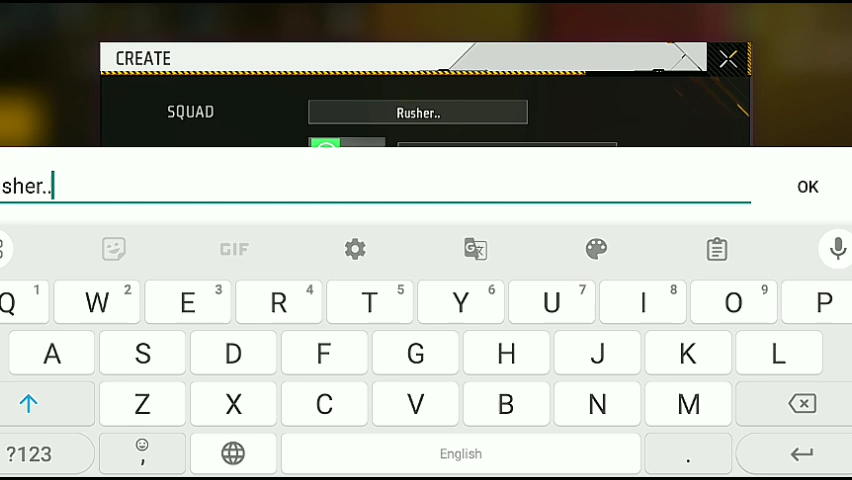 CREATE
SQUAD
Rusher..
sher..
OK
GIF
Q 1 W 2 E 3 R 4 T 5 Y 6 U 7 I 8 O 9 P
A S D F G H J K L
Z X C V B N M
?123 , English .